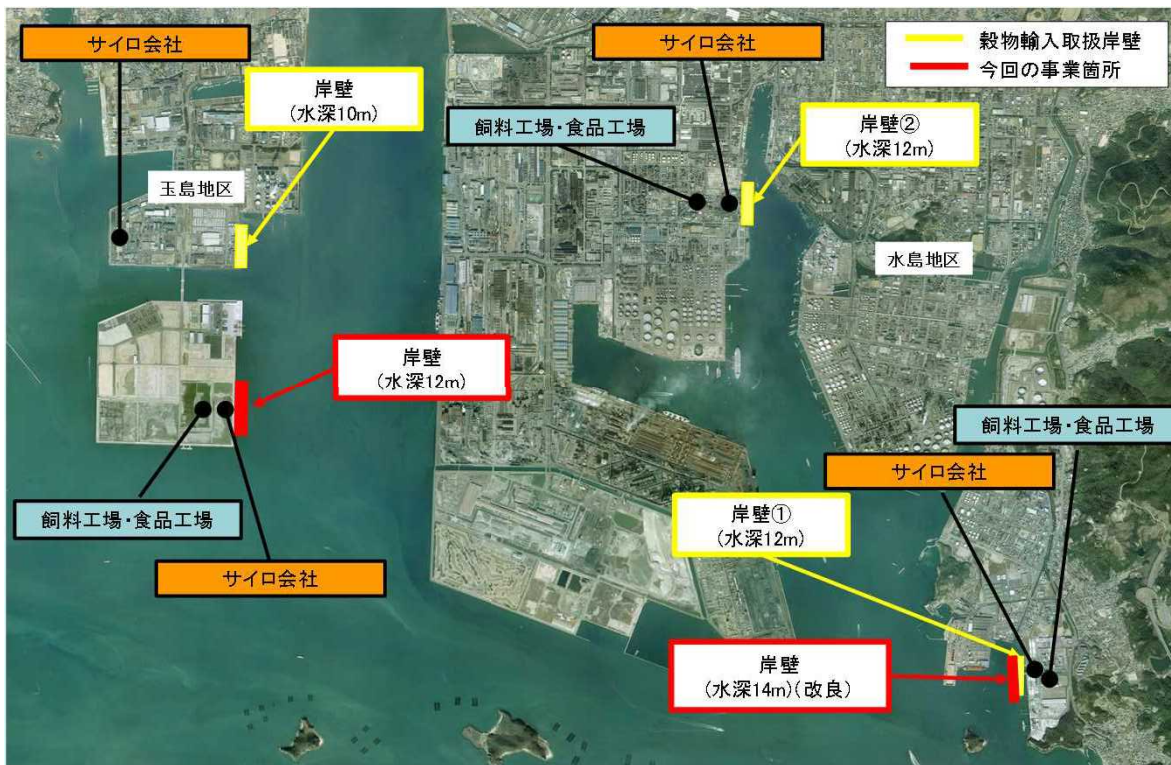 サイロ会社
岸壁
(水深10m)
玉島地区
サイロ会社
飼料工場・食品工場
岸壁②
(水深12m)
穀物輸入取扱岸壁
今回の事業箇所
水島地区
岸壁
(水深12m)
飼料工場・食品工場
サイロ会社
飼料工場・食品工場
サイロ会社
岸壁①
(水深12m)
岸壁
(水深14m)(改良)